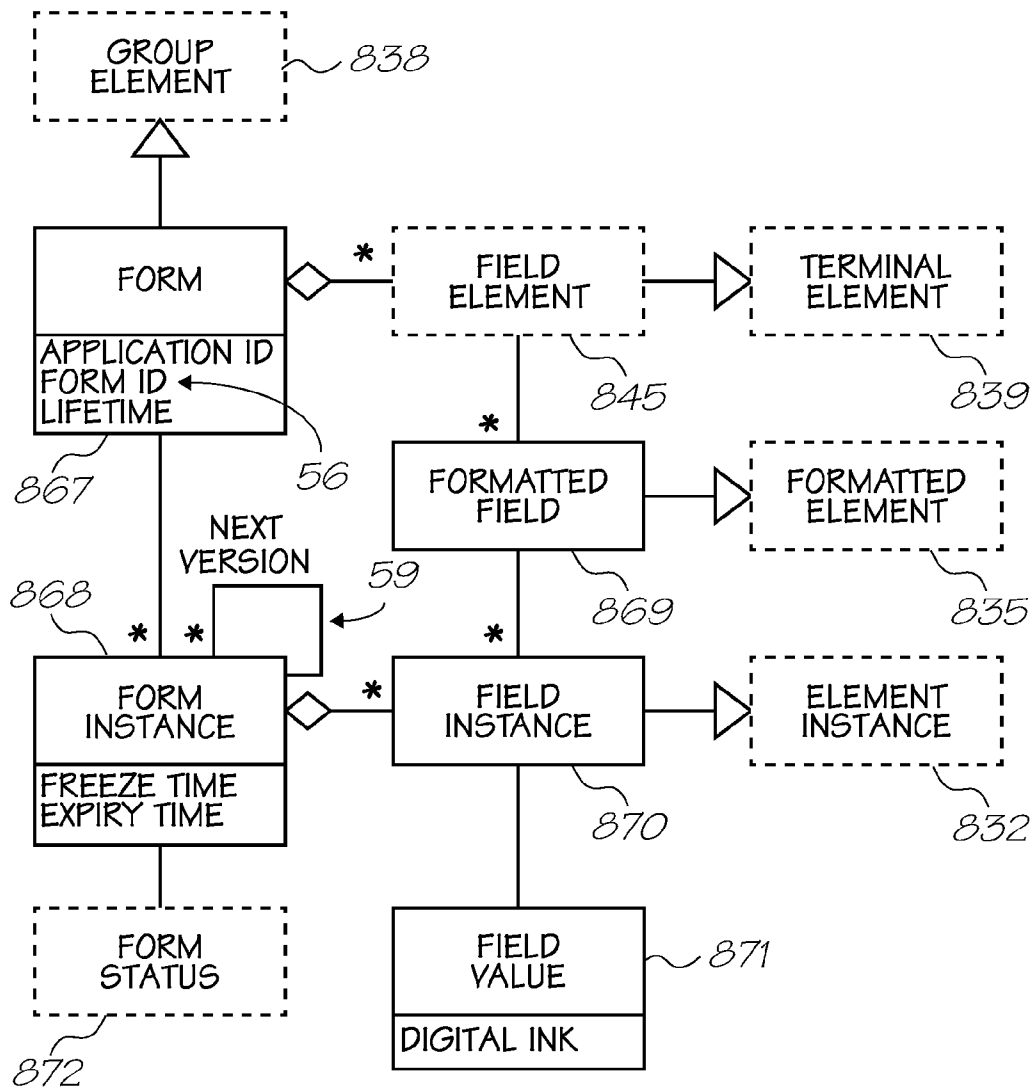 GROUP
ELEMENT
838
*
FORM
FIELD
ELEMENT
TERMINAL
ELEMENT
APPLICATION ID
FORM ID
LIFETIME
845
839
867
56
*
FORMATTED
FIELD
FORMATTED
ELEMENT
NEXT
VERSION
59
868
869
835
*
*
*
FORM
INSTANCE
*
FIELD
INSTANCE
ELEMENT
INSTANCE
FREEZE TIME
EXPIRY TIME
870
832
FORM
STATUS
FIELD
VALUE
871
872
DIGITAL INK